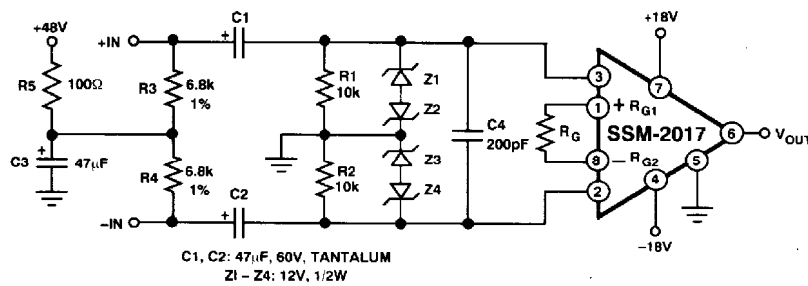 +48V
+IN
C1
+
+18V
R5
100Ω
R3
6.8k
1%
R1
10k
Z1
Z2
3
7
1
+ RG1
RG
SSM-2017
6
VOUT
C3
+
47µF
R4
6.8k
1%
R2
10k
Z3
Z4
C4
200pF
8
– RG2
5
2
4
–IN
C2
+
–18V
C1, C2: 47µF, 60V, TANTALUM
Z1 – Z4: 12V, 1/2W